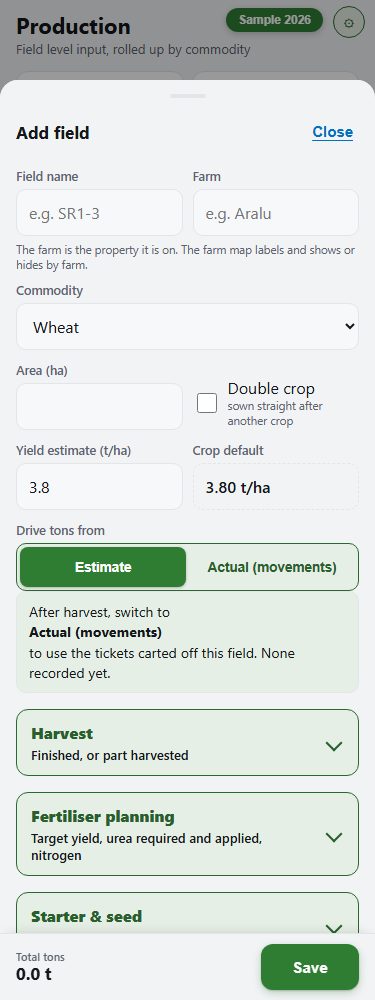 Production
Sample 2026
Field level input, rolled up by commodity
Add field
Close
Field name
Farm
e.g. SR1-3
e.g. Aralu
The farm is the property it is on. The farm map labels and shows or
hides by farm.
Commodity
Wheat
Area (ha)
Double crop
sown straight after
another crop
Yield estimate (t/ha)
Crop default
3.8
3.80 t/ha
Drive tons from
Estimate
Actual (movements)
After harvest, switch to
Actual (movements)
to use the tickets carted off this field. None
recorded yet.
Harvest
Finished, or part harvested
Fertiliser planning
Target yield, urea required and applied,
nitrogen
Starter & seed
Total tons
0.0 t
Save